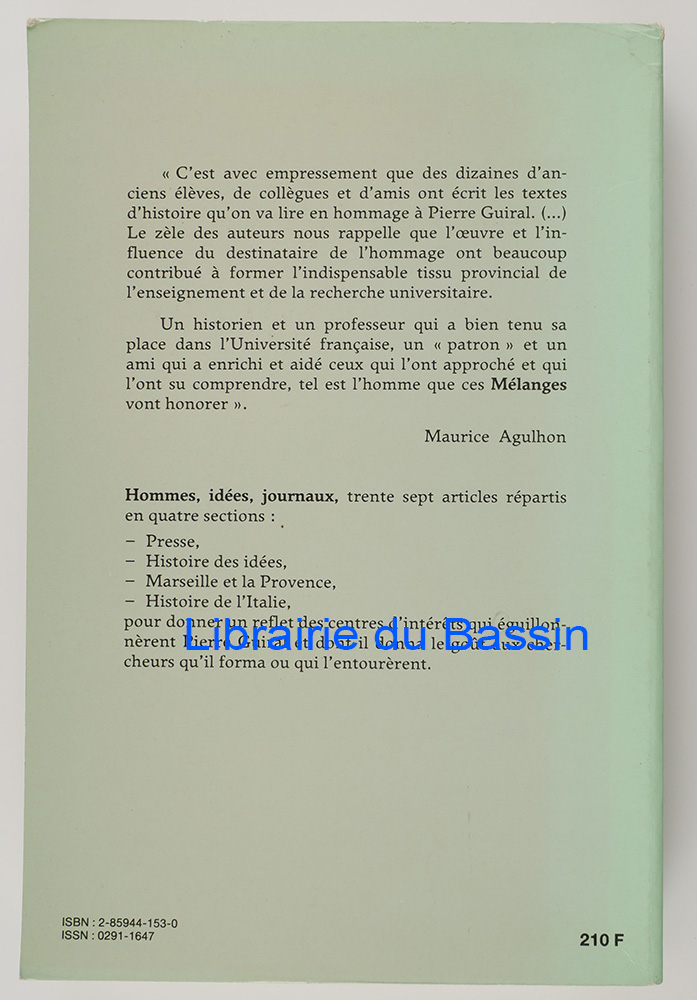 « C'est avec empressement que des dizaines d'an-
ciens élèves, de collègues et d'amis ont écrit les textes
d'histoire qu'on va lire en hommage à Pierre Guiral. (...)
Le zèle des auteurs nous rappelle que l'œuvre et l'in-
fluence du destinataire de l'hommage ont beaucoup
contribué à former l'indispensable tissu provincial de
l'enseignement et de la recherche universitaire.
Un historien et un professeur qui a bien tenu sa
place dans l'Université française, un « patron » et un
ami qui a enrichi et aidé ceux qui l'ont approché et qui
l'ont su comprendre, tel est l'homme que ces Mélanges
vont honorer ».
Maurice Agulhon
Hommes, idées, journaux, trente sept articles répartis
en quatre sections :
– Presse,
– Histoire des idées,
– Marseille et la Provence,
– Histoire de l'Italie,
pour donner un reflet des centres d'intérêts qui éguillon-
nèrent Pierre Guiral et dont il donna le goût aux cher-
cheurs qu'il forma ou qui l'entourèrent.
Librairie du Bassin
ISBN : 2-85944-153-0
ISSN : 0291-1647
210 F